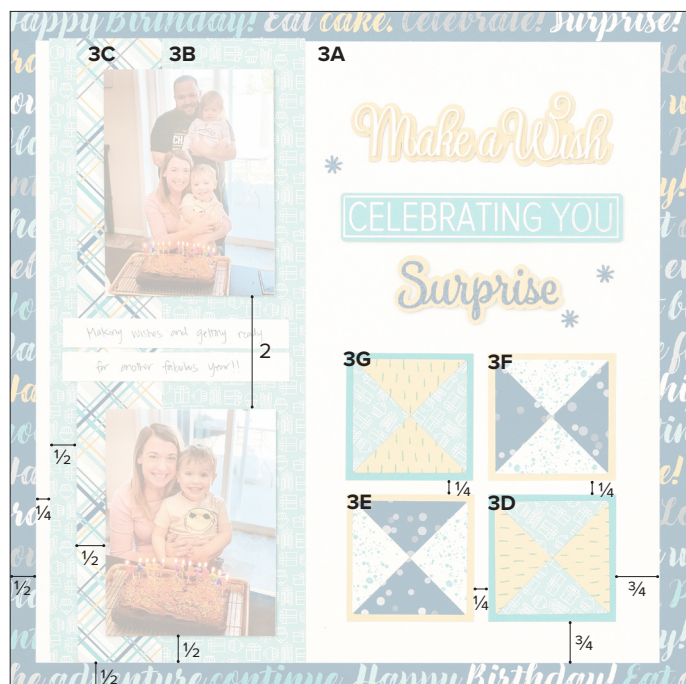 Happy Birthday! Eat cake. Celebrate! Surprise!
3C 3B 3A
Make a Wish
CELEBRATING YOU
Surprise
Making wishes and getting ready
for another fabulous year!!
2
3G 3F
1/2
1/4 1/4
1/4
3E 3D
1/2
1/2 1/4 3/4
1/2 3/4
1/2
the adventure continue Happy Birthday! Eat